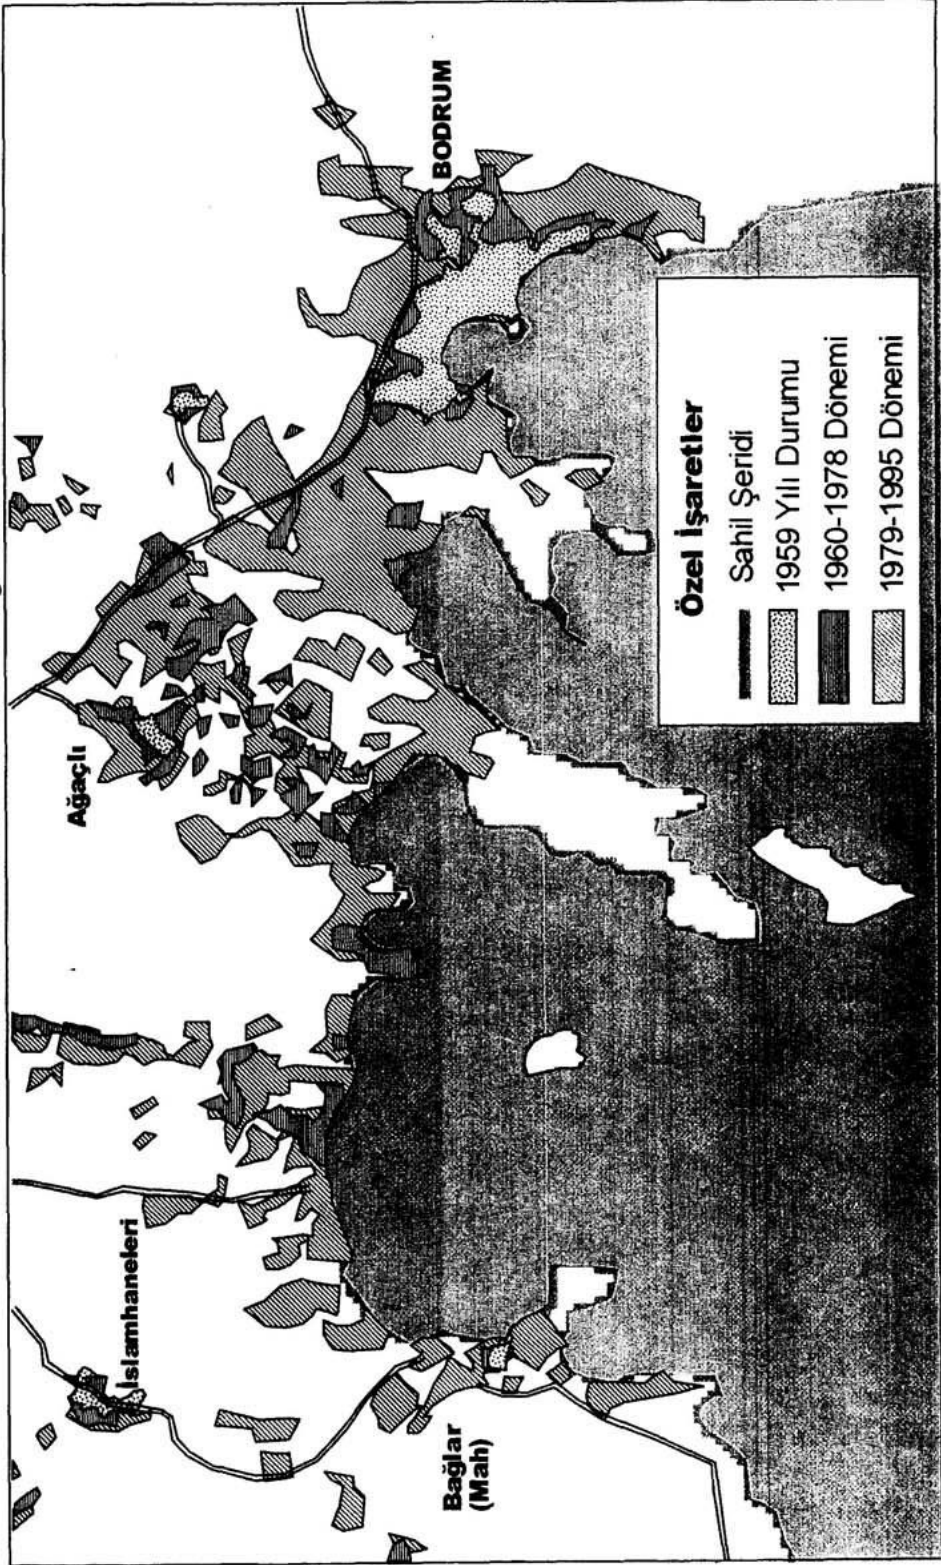 BODRUM
Ağaçlı
İslamhaneleri
Bağlar
(Mah)
Özel İşaretler
Sahil Şeridi
1959 Yılı Durumu
1960-1978 Dönemi
1979-1995 Dönemi